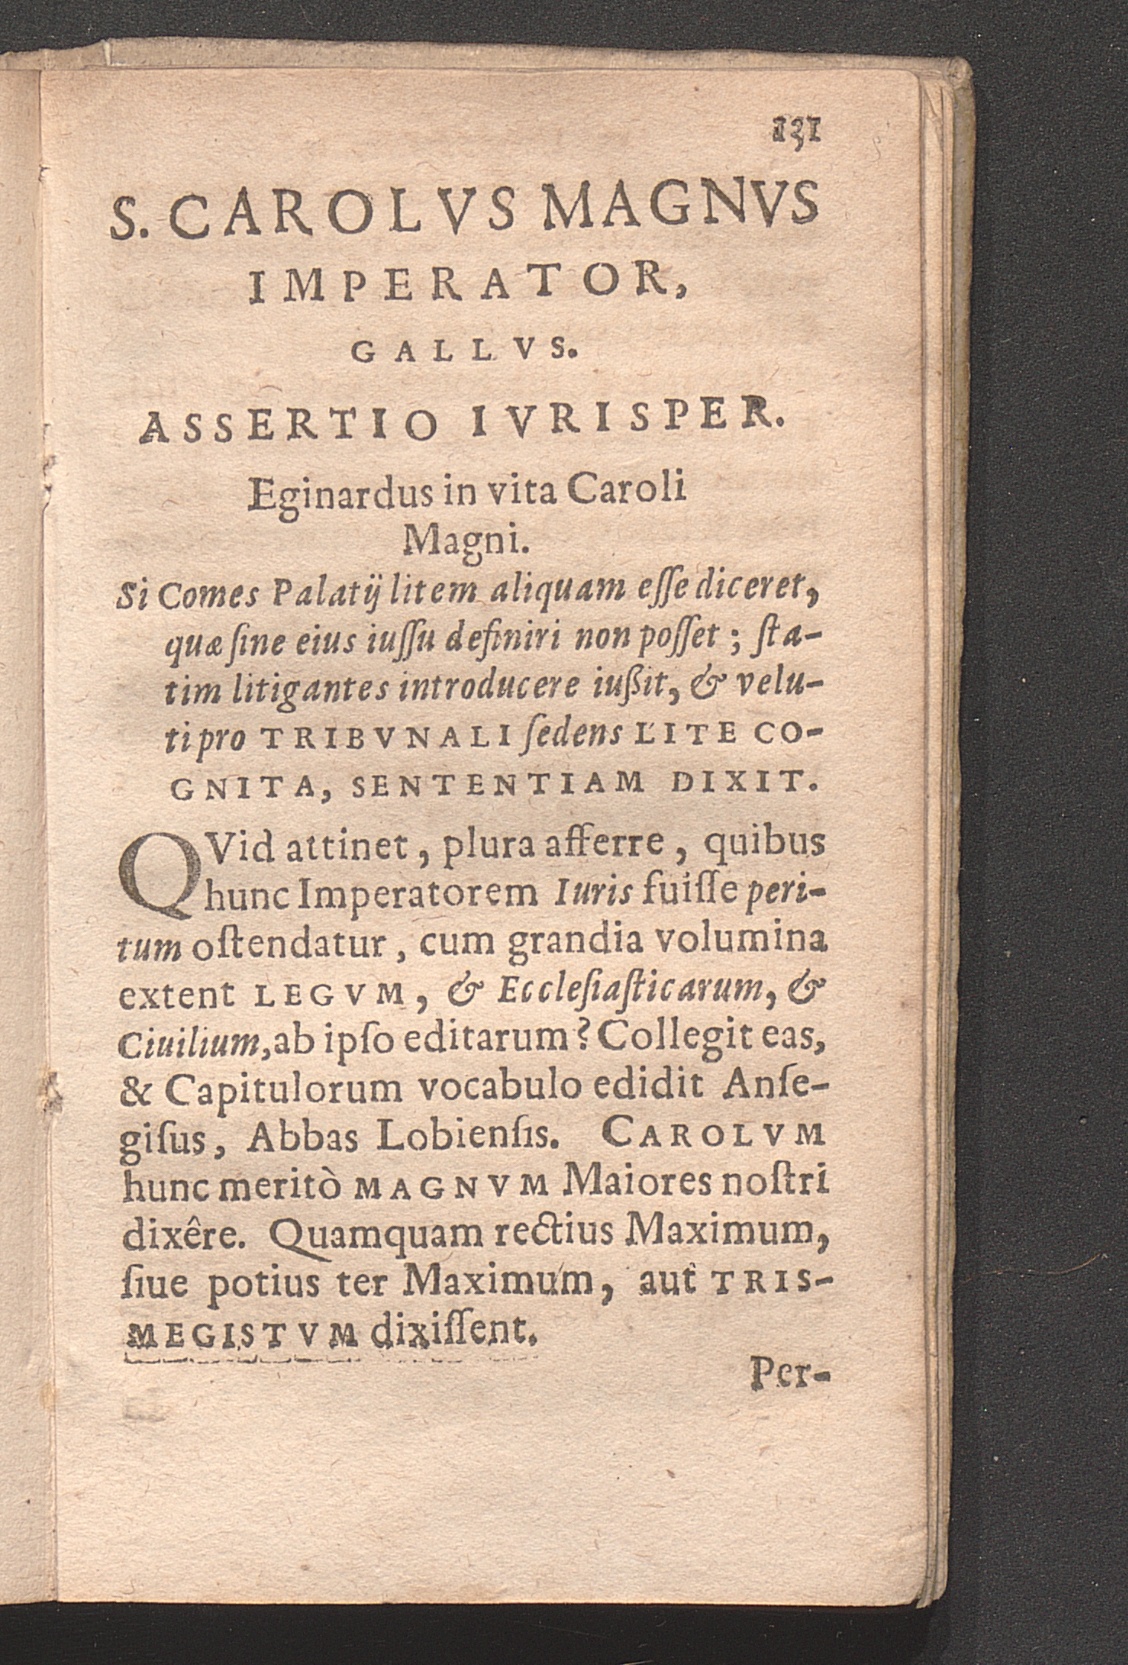 131
S. CAROLVS MAGNVS
IMPERATOR,
GALLVS.
ASSERTIO IVRISPER.
Eginardus in vita Caroli
Magni.
Si Comes Palatij litem aliquam eſſe diceret,
quæ ſine eius iuſſu definiri non poſſet; ſta-
tim litigantes introducere iußit, & velu-
ti pro TRIBVNALI ſedens LITE CO-
GNITA, SENTENTIAM DIXIT.
QVid attinet, plura afferre, quibus
hunc Imperatorem Iuris fuiſſe peri-
tum oſtendatur, cum grandia volumina
extent LEGVM, & Eccleſiaſticarum, &
Ciuilium, ab ipſo editarum? Collegit eas,
& Capitulorum vocabulo edidit Anſe-
giſus, Abbas Lobienſis. CAROLVM
hunc meritò MAGNVM Maiores noſtri
dixêre. Quamquam rectius Maximum,
ſiue potius ter Maximum, aut TRIS-
MEGISTVM dixiſſent.
Per-